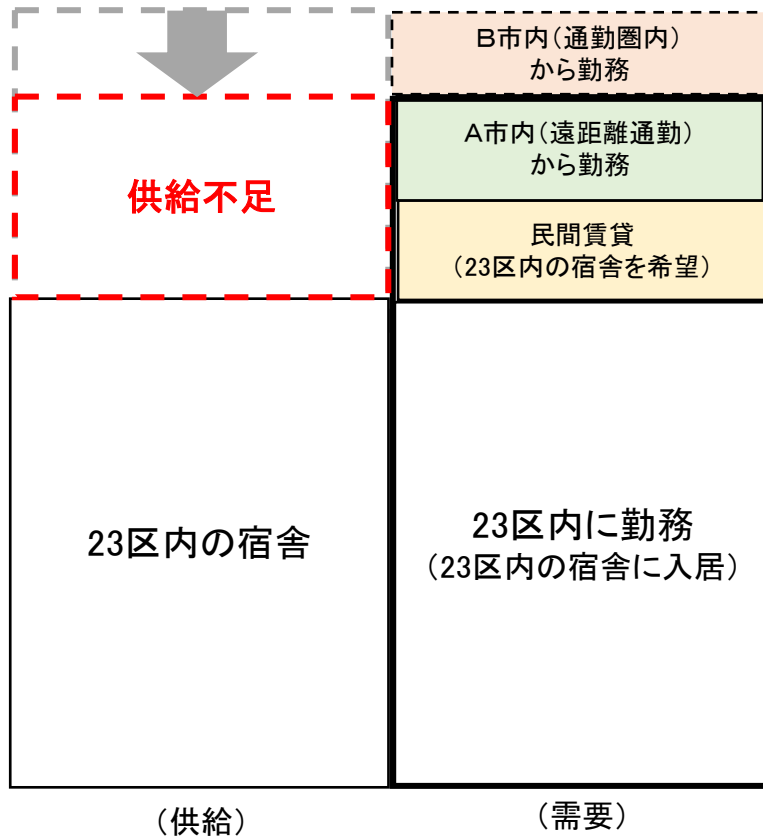 B市内（通勤圏内）
から勤務
A市内（遠距離通勤）
から勤務
供給不足
民間賃貸
（23区内の宿舎を希望）
23区内の宿舎
23区内に勤務
（23区内の宿舎に入居）
（供給）
（需要）